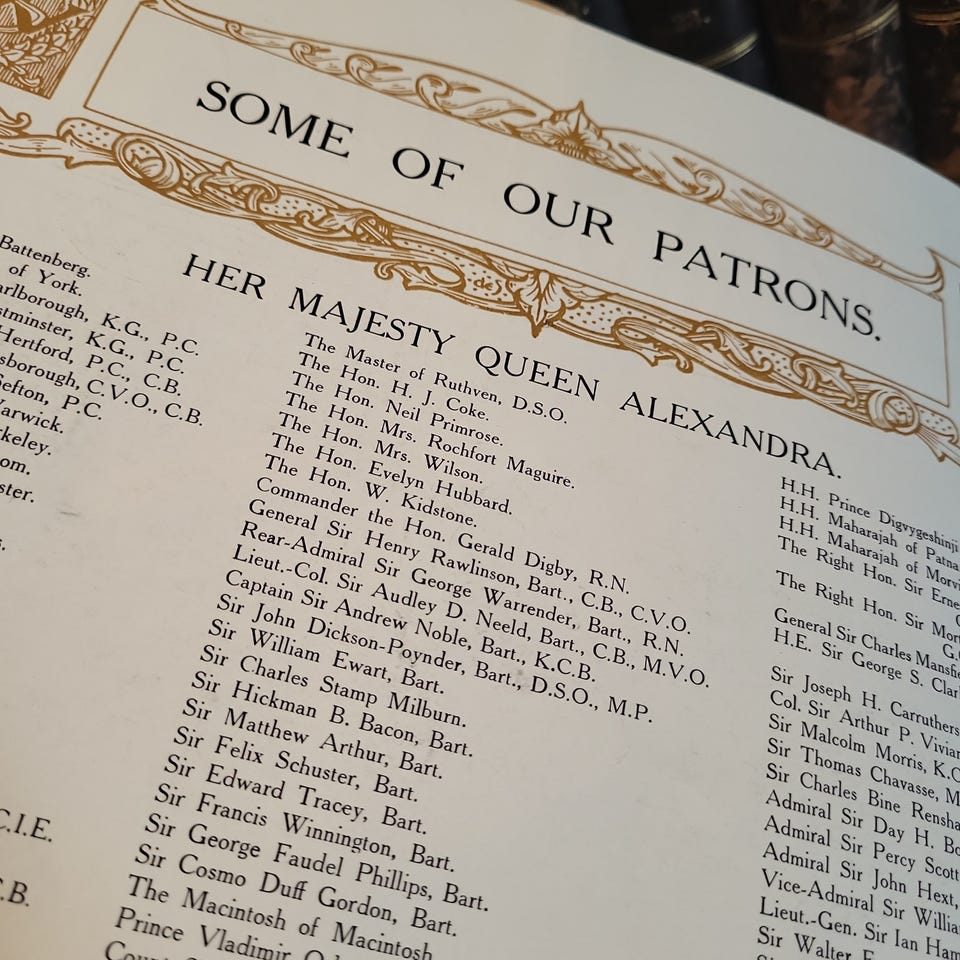 SOME OF OUR PATRONS.
deS
HER MAJESTY QUEEN ALEXANDRA.
Battenberg.
of York.
arlborough, K.G., P.C.
stminster, K.G., P.C.
Hertford, P.C., C.B.
sborough, C.V.O., C.B.
Sefton, P.C.
Warwick.
rkeley.
om.
ster.
s.
C.I.E.
C.B.
The Master of Ruthven, D.S.O.
The Hon. H. J. Coke.
The Hon. Neil Primrose.
The Hon. Mrs. Rochfort Maguire.
The Hon. Mrs. Wilson.
The Hon. Evelyn Hubbard.
The Hon. W. Kidstone.
Commander the Hon. Gerald Digby, R.N.
General Sir Henry Rawlinson, Bart., C.B., C.V.O.
Rear-Admiral Sir George Warrender, Bart., R.N.
Lieut.-Col. Sir Audley D. Neeld, Bart., C.B., M.V.O.
Captain Sir Andrew Noble, Bart., K.C.B.
Sir John Dickson-Poynder, Bart., D.S.O., M.P.
Sir William Ewart, Bart.
Sir Charles Stamp Milburn.
Sir Hickman B. Bacon, Bart.
Sir Matthew Arthur, Bart.
Sir Felix Schuster, Bart.
Sir Edward Tracey, Bart.
Sir Francis Winnington, Bart.
Sir George Faudel Phillips, Bart.
Sir Cosmo Duff Gordon, Bart.
The Macintosh of Macintosh
Prince Vladimir
H.H. Prince Digvygeshinji
H.H. Maharajah of Patna
H.H. Maharajah of Morvi
The Right Hon. Sir Erne
The Right Hon. Sir Mort
G.
General Sir Charles Mansfie
H.E. Sir George S. Clar
Sir Joseph H. Carruthers
Col. Sir Arthur P. Vivian
Sir Malcolm Morris, K.C
Sir Thomas Chavasse, M
Sir Charles Bine Rensha
Admiral Sir Day H. Bo
Admiral Sir Percy Scott
Admiral Sir John Hext,
Vice-Admiral Sir Willia
Lieut.-Gen. Sir Ian Ham
Sir Walter